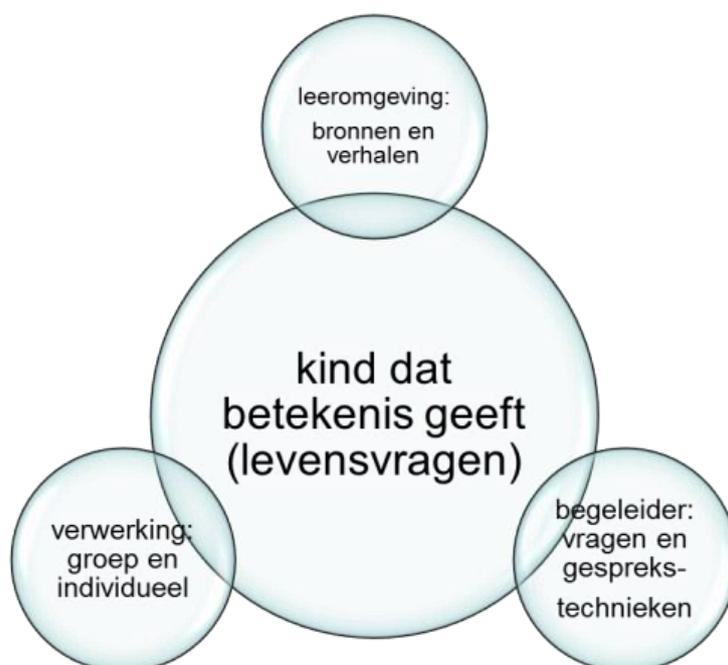 leeromgeving:
bronnen en
verhalen
kind dat
betekenis geeft
(levensvragen)
verwerking:
groep en
individueel
begeleider:
vragen en
gespreks-
technieken